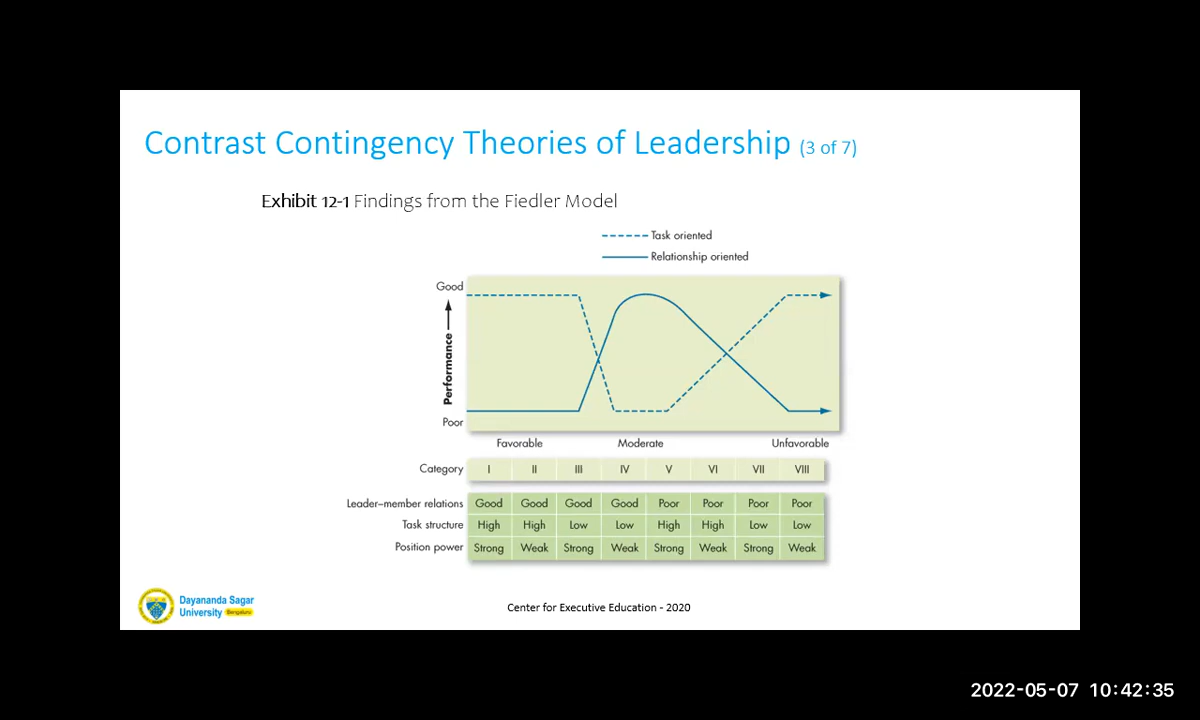 Contrast Contingency Theories of Leadership (3 of 7)
Exhibit 12-1 Findings from the Fiedler Model
Task oriented
Relationship oriented
Good
Performance
Poor
Favorable Moderate Unfavorable
Category I II III IV V VI VII VIII
Leader–member relations Good Good Good Good Poor Poor Poor Poor
Task structure High High Low Low High High Low Low
Position power Strong Weak Strong Weak Strong Weak Strong Weak
Dayananda Sagar
University Bengaluru
Center for Executive Education - 2020
2022-05-07 10:42:35